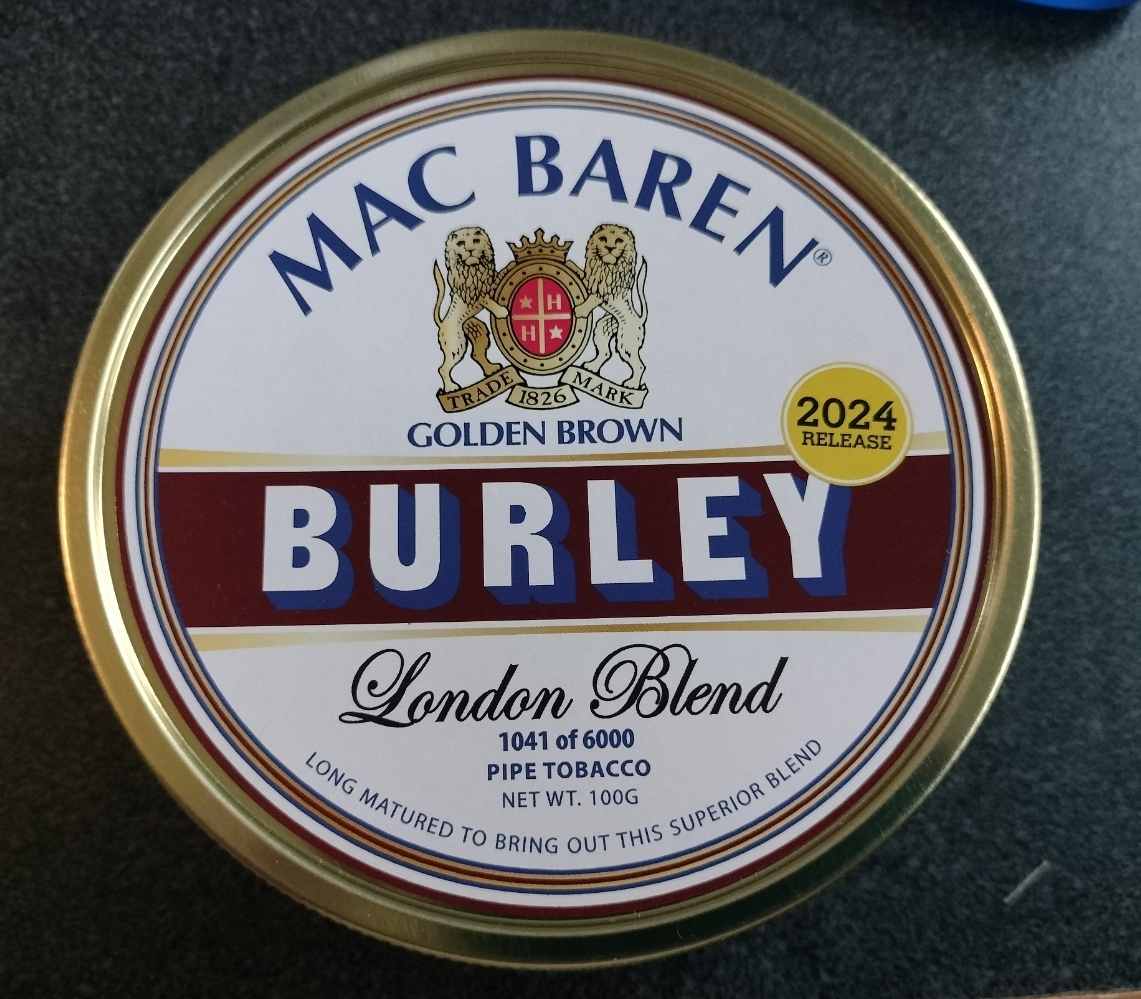 MAC BAREN®
H
H
TRADE 1826 MARK
GOLDEN BROWN
2024
RELEASE
BURLEY
London Blend
1041 of 6000
PIPE TOBACCO
NET WT. 100G
LONG MATURED TO BRING OUT THIS SUPERIOR BLEND